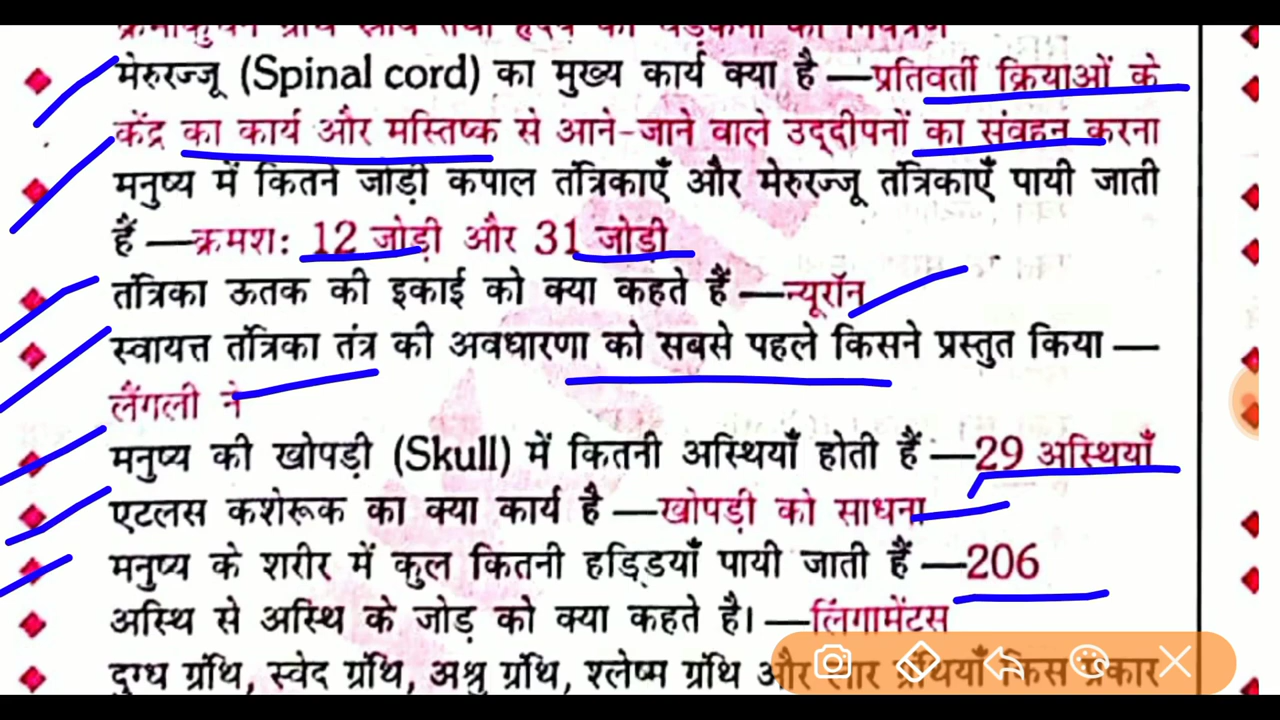 मेरुरज्जू (Spinal cord) का मुख्य कार्य क्या है —प्रतिवर्ती क्रियाओं के
केंद्र का कार्य और मस्तिष्क से आने-जाने वाले उद्दीपनों का संवहन करना
मनुष्य में कितने जोड़ी कपाल तंत्रिकाएँ और मेरुरज्जू तंत्रिकाएँ पायी जाती
हैं —क्रमश: 12 जोड़ी और 31 जोड़ी
तंत्रिका ऊतक की इकाई को क्या कहते हैं —न्यूरॉन
स्वायत्त तंत्रिका तंत्र की अवधारणा को सबसे पहले किसने प्रस्तुत किया —
लैंगली ने
मनुष्य की खोपड़ी (Skull) में कितनी अस्थियाँ होती हैं —29 अस्थियाँ
एटलस कशेरूक का क्या कार्य है —खोपड़ी को साधना
मनुष्य के शरीर में कुल कितनी हड्डियाँ पायी जाती हैं —206
अस्थि से अस्थि के जोड़ को क्या कहते है। —लिंगामेंटस
दुग्ध ग्रंथि, स्वेद ग्रंथि, अश्रु ग्रंथि, श्लेष्म ग्रंथि और लार ग्रंथियाँ किस प्रकार